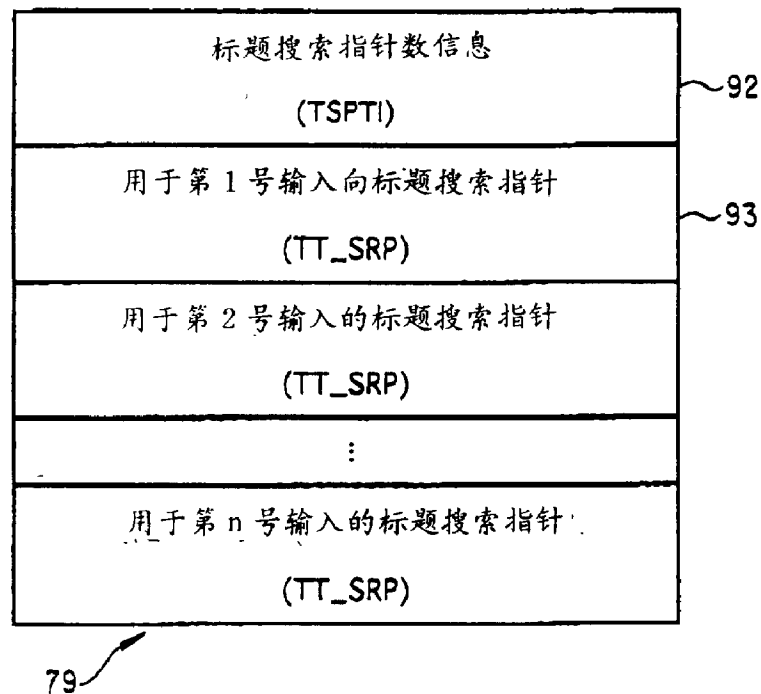 标题搜索指针数信息
(TSPTI)
92
用于第1号输入向标题搜索指针
(TT_SRP)
93
用于第2号输入的标题搜索指针
(TT_SRP)
⋮
用于第n号输入的标题搜索指针
(TT_SRP)
79